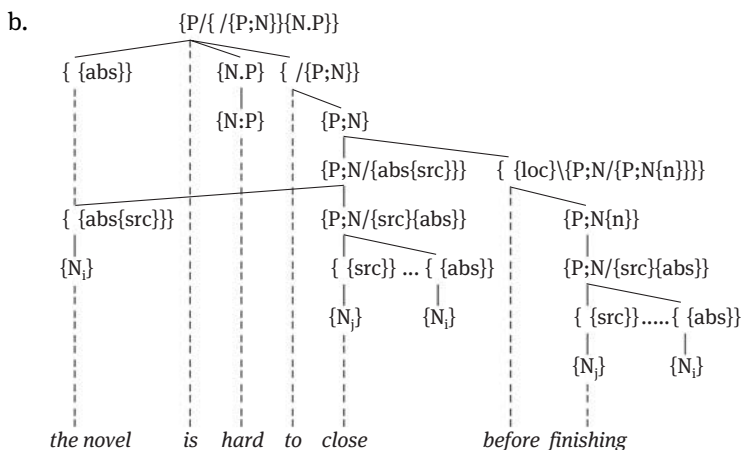 b. {P/{ /{P;N}}{N.P}}
{ {abs}} {N.P} { /{P;N}}
{N:P} {P;N}
{P;N/{abs{src}}} { {loc}\{P;N/{P;N{n}}}}
{ {abs{src}}} {P;N/{src}{abs}} {P;N{n}}
{Nᵢ} { {src}} ... { {abs}} {P;N/{src}{abs}}
{Nⱼ} {Nᵢ} { {src}}.....{ {abs}}
{Nⱼ} {Nᵢ}
the novel is hard to close before finishing